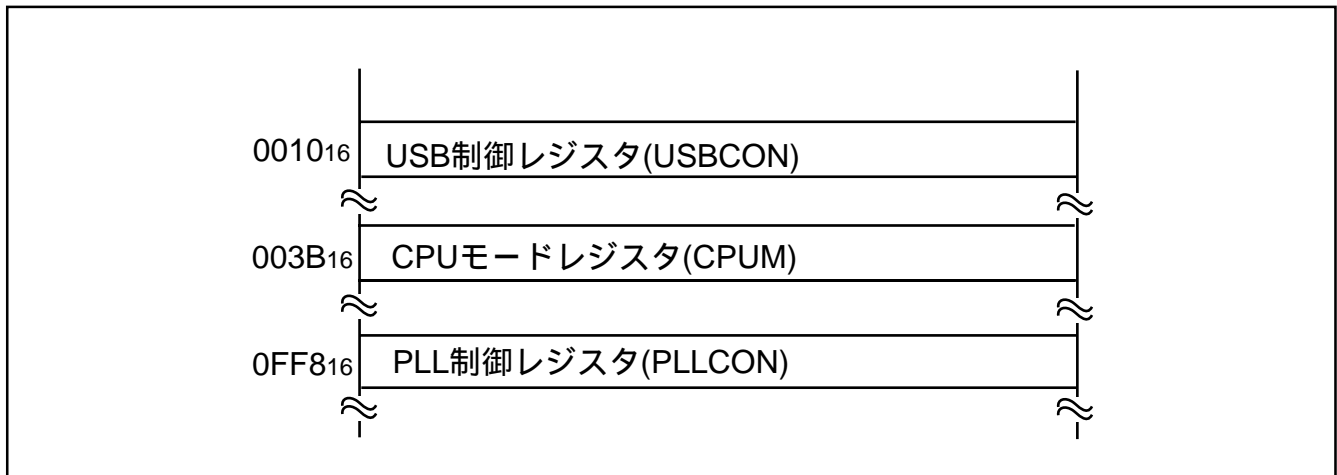 001016 USB制御レジスタ(USBCON)
003B16 CPUモードレジスタ(CPUM)
0FF816 PLL制御レジスタ(PLLCON)